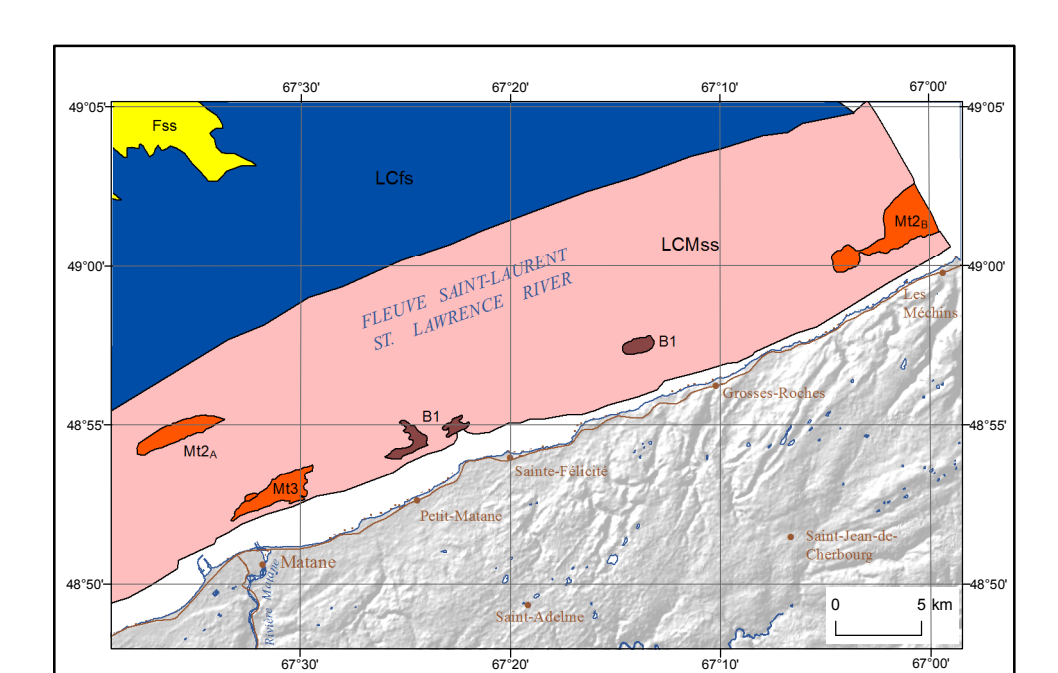 67°30' 67°20' 67°10' 67°00'
49°05' 49°05'
Fss
LCfs
Mt2B
LCMss
49°00' 49°00'
FLEUVE SAINT-LAURENT
ST. LAWRENCE RIVER
Les
Méchins
B1
Grosses-Roches
B1
48°55' 48°55'
Mt2A
Sainte-Félicité
Mt3
Petit-Matane
Saint-Jean-de-
Cherbourg
Matane
48°50' 48°50'
Rivière Matane
0 5 km
Saint-Adelme
67°30' 67°20' 67°10' 67°00'